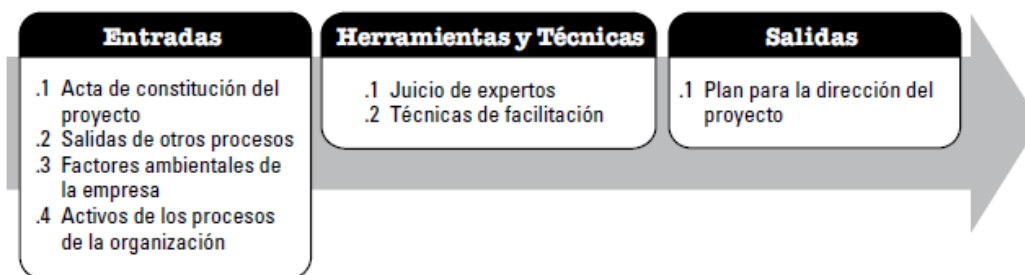 Entradas
.1 Acta de constitución del
proyecto
.2 Salidas de otros procesos
.3 Factores ambientales de
la empresa
.4 Activos de los procesos
de la organización
Herramientas y Técnicas
.1 Juicio de expertos
.2 Técnicas de facilitación
Salidas
.1 Plan para la dirección del
proyecto